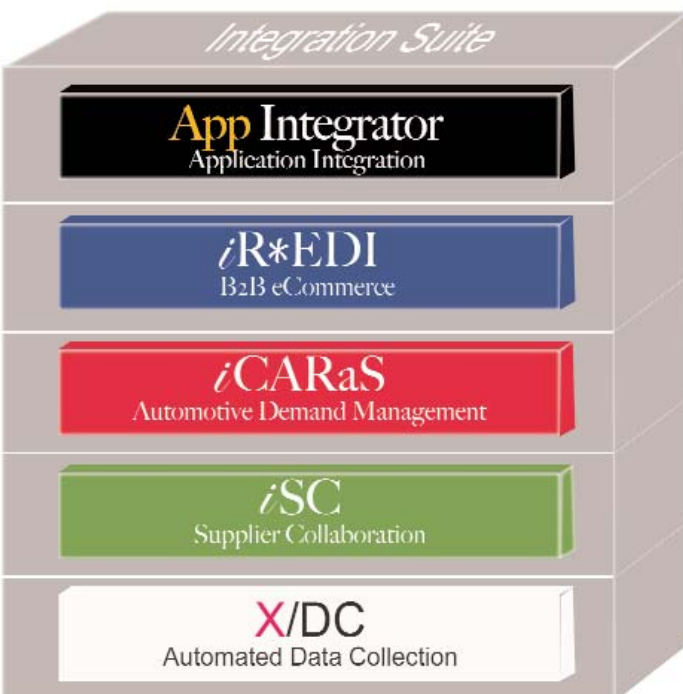 Integration Suite
App Integrator
Application Integration
iR*EDI
B2B eCommerce
iCARaS
Automotive Demand Management
iSC
Supplier Collaboration
X/DC
Automated Data Collection